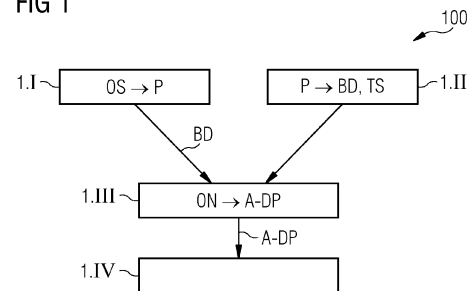 FIG 1
100
1.I OS → P P → BD, TS 1.II
BD
1.III ON → A-DP
A-DP
1.IV